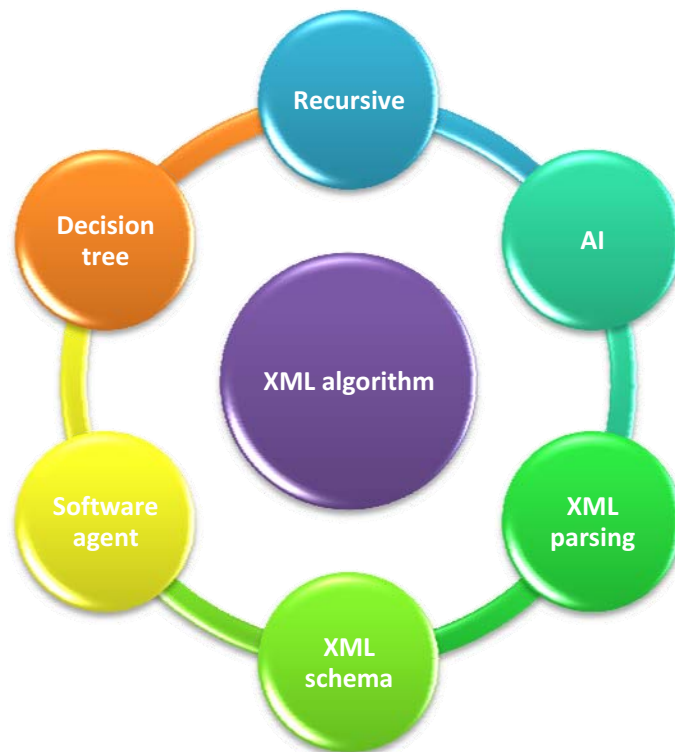 Recursive
Decision
tree
AI
XML algorithm
Software
agent
XML
parsing
XML
schema